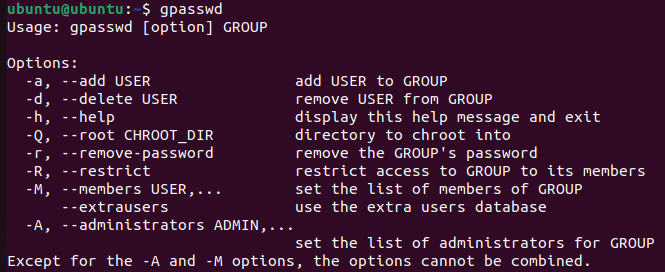 ubuntu@ubuntu:~$ gpasswd
Usage: gpasswd [option] GROUP

Options:
  -a, --add USER                add USER to GROUP
  -d, --delete USER             remove USER from GROUP
  -h, --help                    display this help message and exit
  -Q, --root CHROOT_DIR         directory to chroot into
  -r, --remove-password         remove the GROUP's password
  -R, --restrict                restrict access to GROUP to its members
  -M, --members USER,...        set the list of members of GROUP
      --extrausers              use the extra users database
  -A, --administrators ADMIN,...
                                set the list of administrators for GROUP
Except for the -A and -M options, the options cannot be combined.